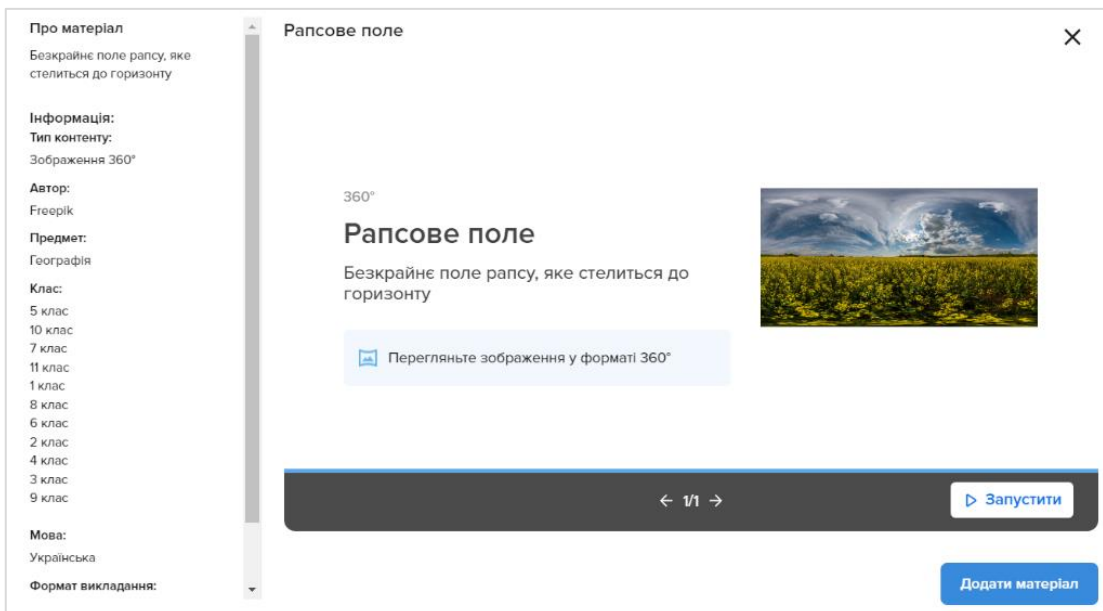 Про матеріал
Безкрайнє поле рапсу, яке
стелиться до горизонту
Інформація:
Тип контенту:
Зображення 360°
Автор:
Freepik
Предмет:
Географія
Клас:
5 клас
10 клас
7 клас
11 клас
1 клас
8 клас
6 клас
2 клас
4 клас
3 клас
9 клас
Мова:
Українська
Формат викладання:
Рапсове поле
360°
Рапсове поле
Безкрайнє поле рапсу, яке стелиться до
горизонту
Перегляньте зображення у форматі 360°
← 1/1 →
Запустити
Додати матеріал